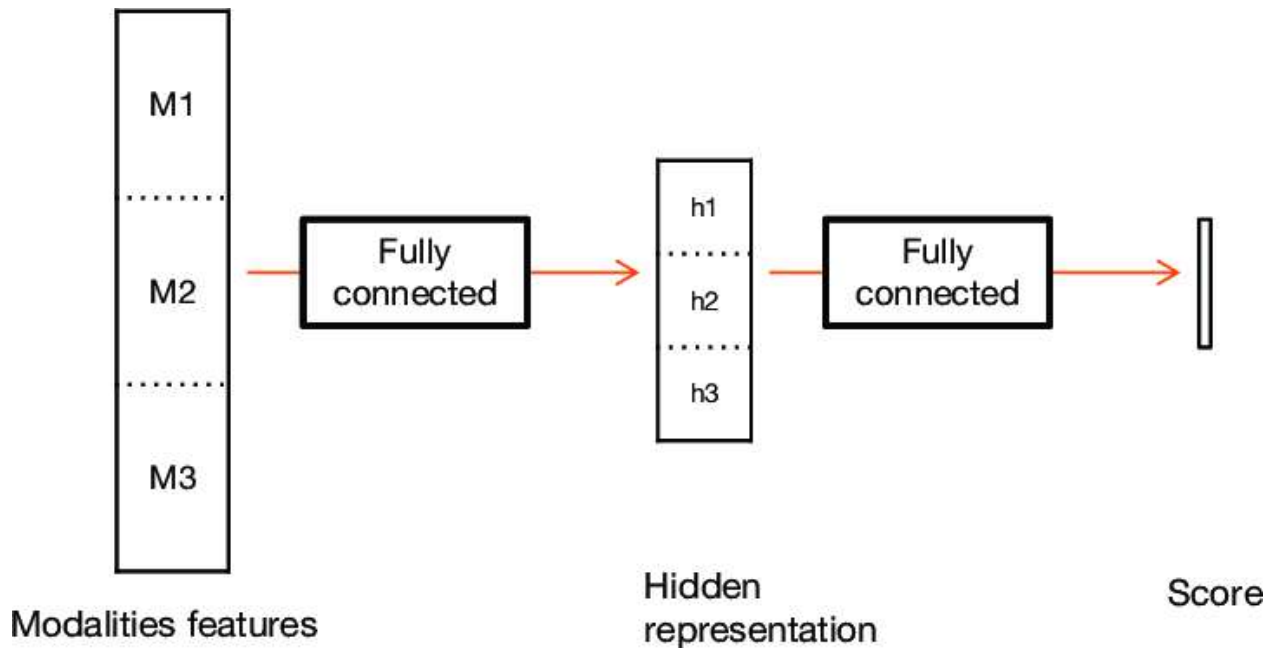 M1
M2
M3
Fully
connected
h1
h2
h3
Fully
connected
Modalities features
Hidden
representation
Score